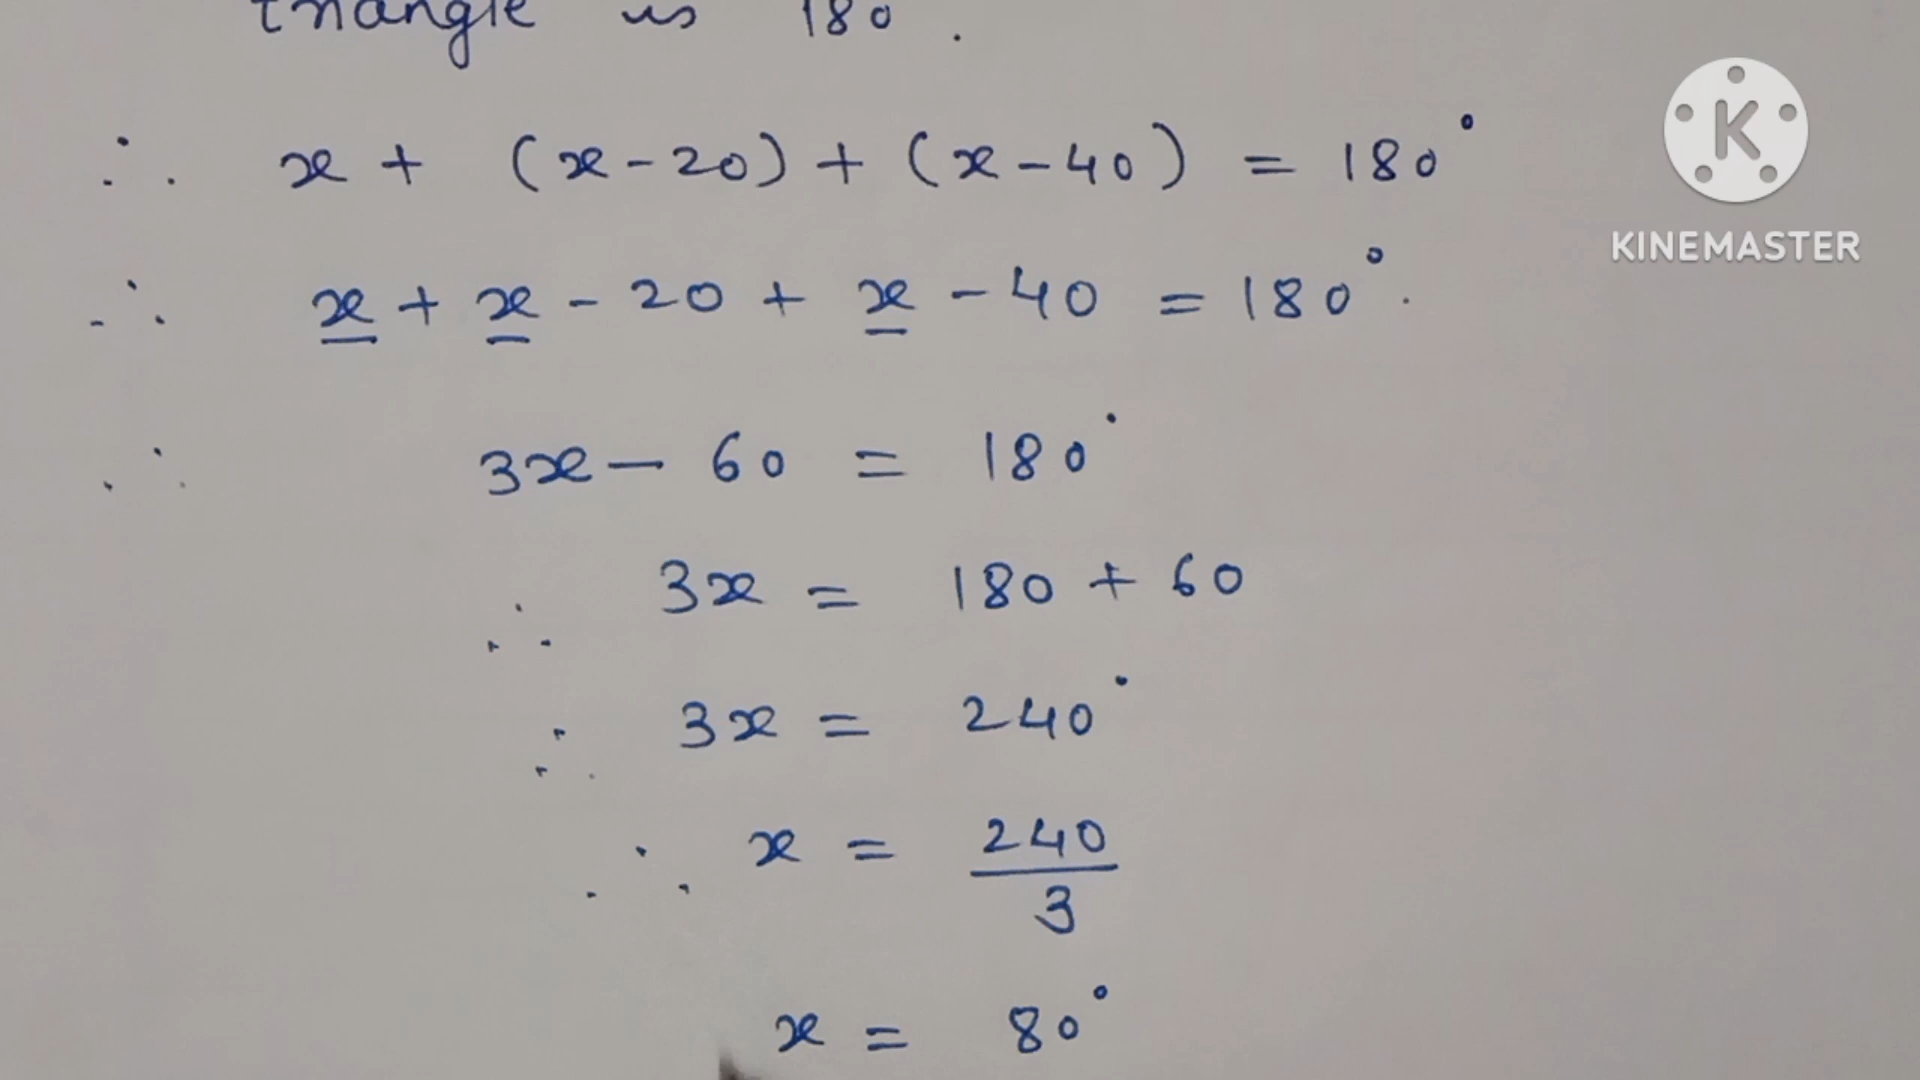 triangle is 180 .
∴ x + (x - 20) + (x - 40) = 180°
∴ x + x - 20 + x - 40 = 180° .
∴ 3x - 60 = 180°
∴ 3x = 180 + 60
∴ 3x = 240°
∴ x = 240/3
x = 80°
K
KINEMASTER